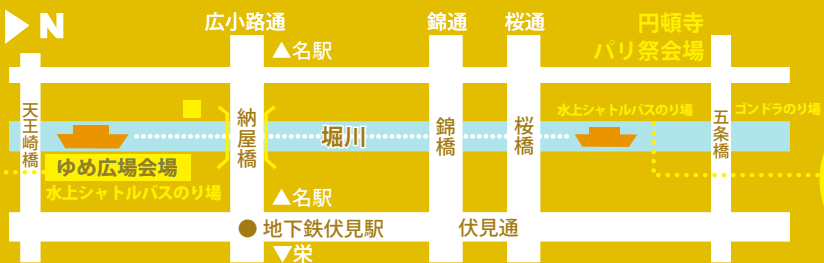 N
広小路通
錦通
桜通
円頓寺
パリ祭会場
▲名駅
天王崎橋
納屋橋
堀川
錦橋
桜橋
水上シャトルバスのり場
五条橋
ゴンドラのり場
ゆめ広場会場
水上シャトルバスのり場
▲名駅
●地下鉄伏見駅
伏見通
▼栄